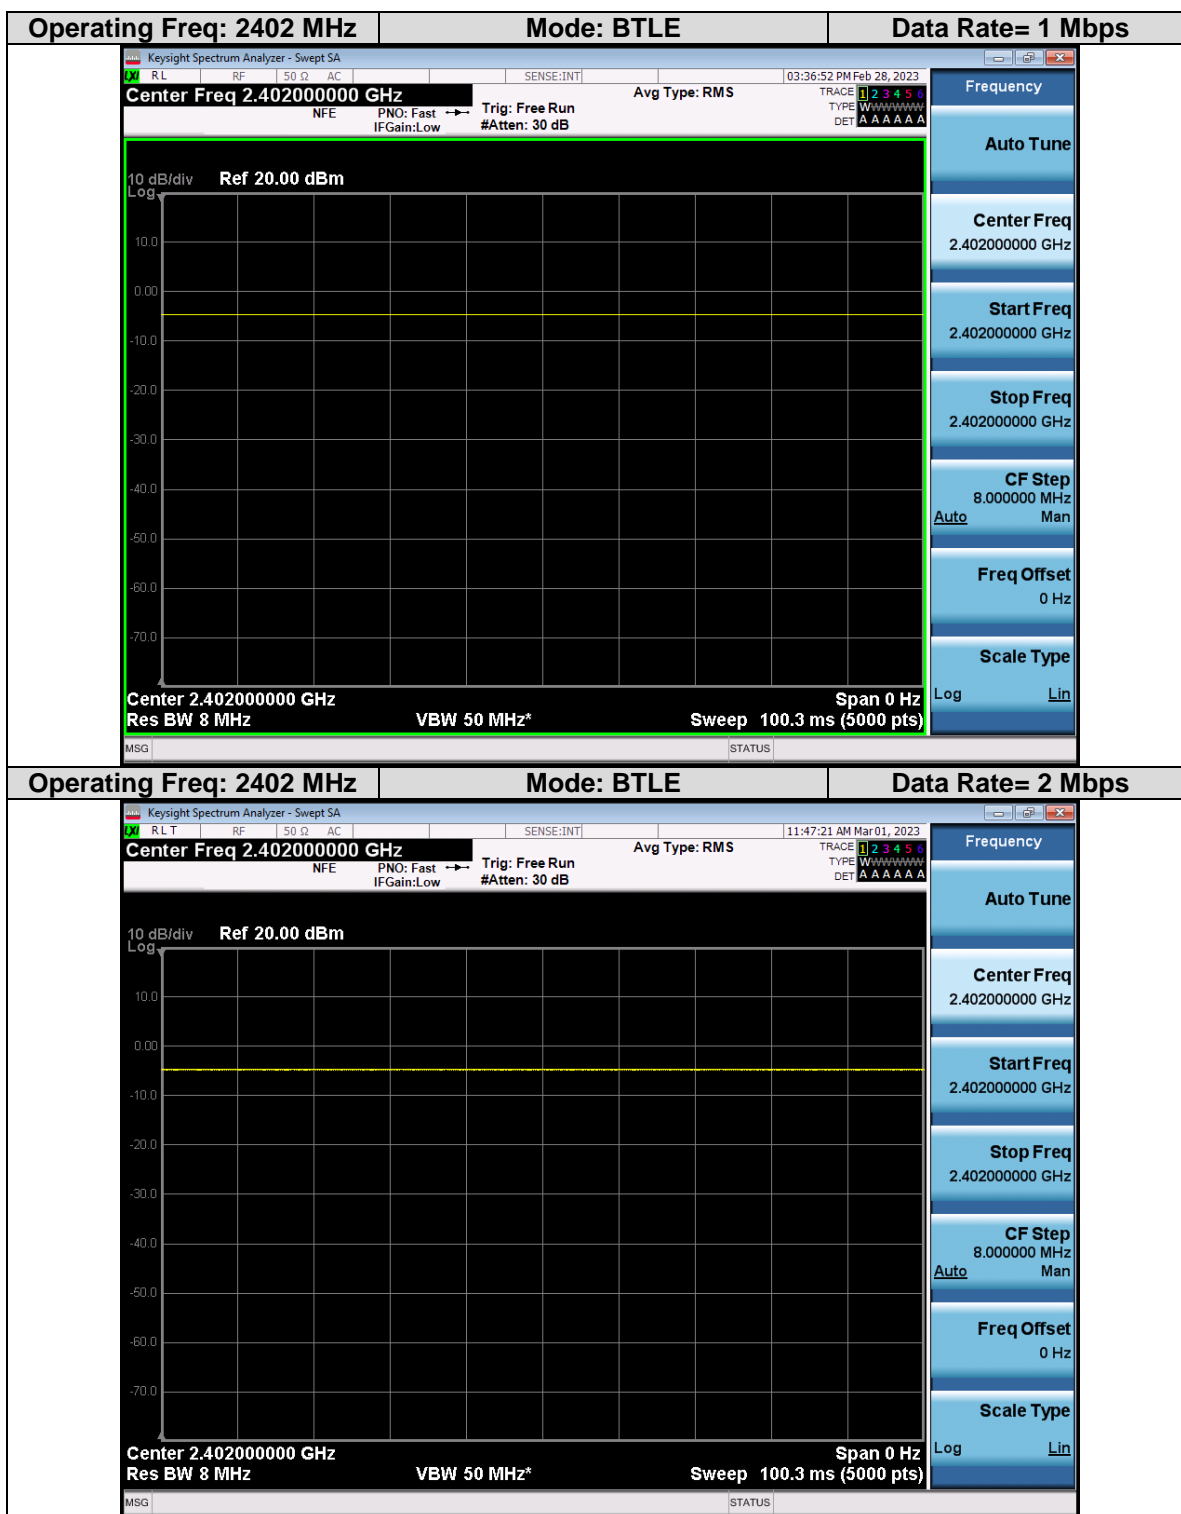 Operating Freq: 2402 MHz Mode: BTLE Data Rate= 1 Mbps
Keysight Spectrum Analyzer - Swept SA
LXI RL RF 50 Ω AC SENSE:INT 03:36:52 PM Feb 28, 2023
Center Freq 2.402000000 GHz Avg Type: RMS TRACE 1 2 3 4 5 6
NFE PNO: Fast Trig: Free Run TYPE WWWWWW
IFGain:Low #Atten: 30 dB DET A A A A A A
Frequency
Auto Tune
10 dB/div Ref 20.00 dBm
Log
10.0
0.00
-10.0
-20.0
-30.0
-40.0
-50.0
-60.0
-70.0
Center Freq
2.402000000 GHz
Start Freq
2.402000000 GHz
Stop Freq
2.402000000 GHz
CF Step
8.000000 MHz
Auto Man
Freq Offset
0 Hz
Scale Type
Log Lin
Center 2.402000000 GHz Span 0 Hz
Res BW 8 MHz VBW 50 MHz* Sweep 100.3 ms (5000 pts)
MSG STATUS
Operating Freq: 2402 MHz Mode: BTLE Data Rate= 2 Mbps
Keysight Spectrum Analyzer - Swept SA
LXI RLT RF 50 Ω AC SENSE:INT 11:47:21 AM Mar 01, 2023
Center Freq 2.402000000 GHz Avg Type: RMS TRACE 1 2 3 4 5 6
NFE PNO: Fast Trig: Free Run TYPE WWWWWW
IFGain:Low #Atten: 30 dB DET A A A A A A
Frequency
Auto Tune
10 dB/div Ref 20.00 dBm
Log
10.0
0.00
-10.0
-20.0
-30.0
-40.0
-50.0
-60.0
-70.0
Center Freq
2.402000000 GHz
Start Freq
2.402000000 GHz
Stop Freq
2.402000000 GHz
CF Step
8.000000 MHz
Auto Man
Freq Offset
0 Hz
Scale Type
Log Lin
Center 2.402000000 GHz Span 0 Hz
Res BW 8 MHz VBW 50 MHz* Sweep 100.3 ms (5000 pts)
MSG STATUS